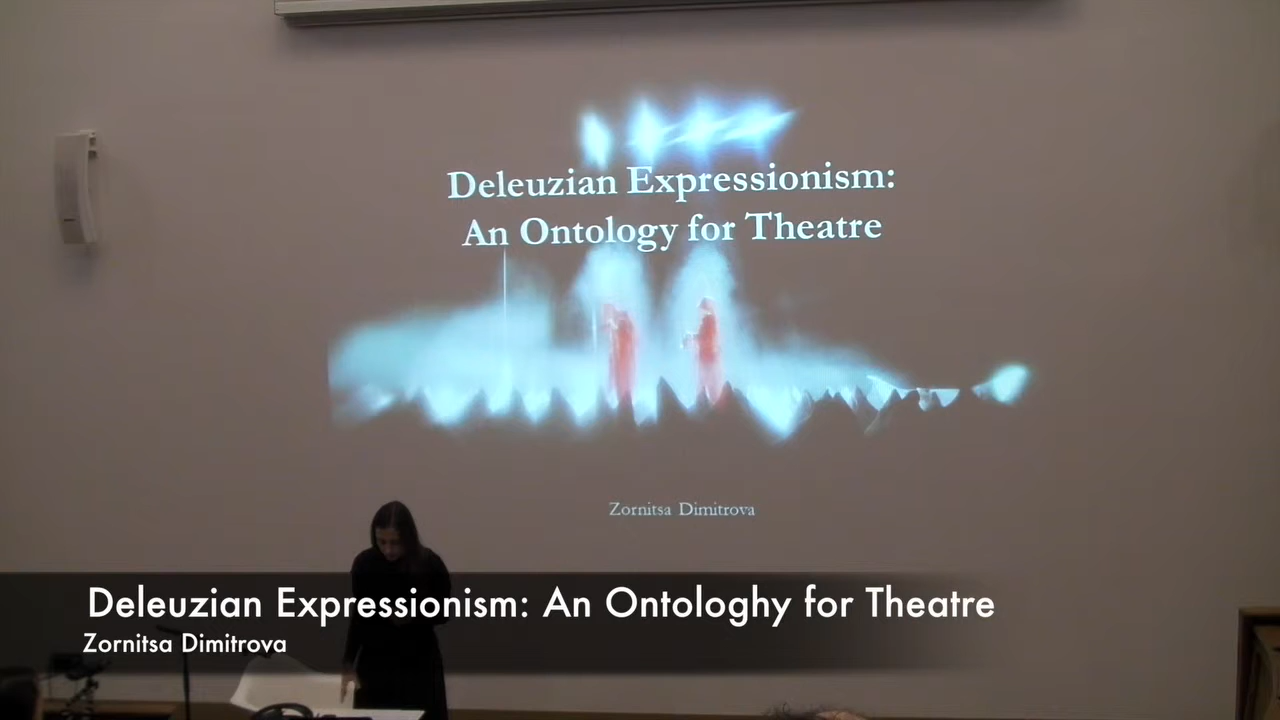 Deleuzian Expressionism:
An Ontology for Theatre
Zornitsa Dimitrova
Deleuzian Expressionism: An Ontologhy for Theatre
Zornitsa Dimitrova